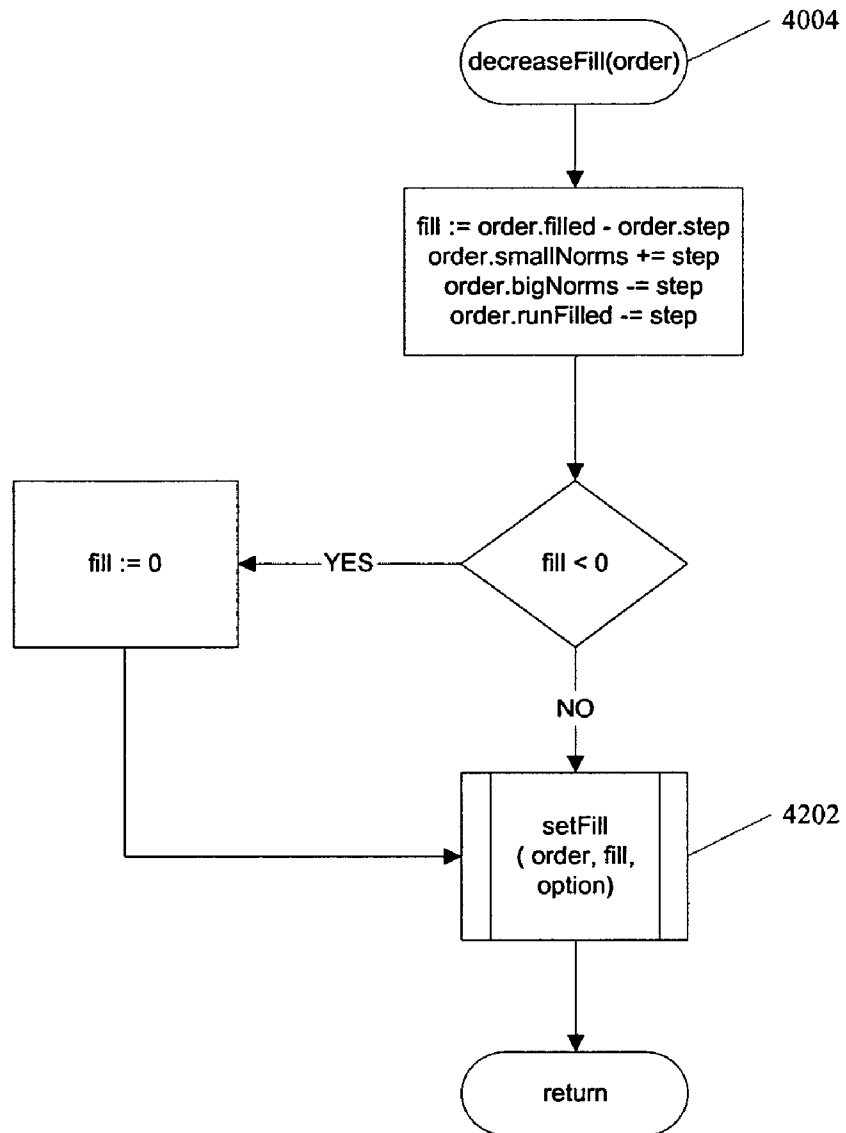 4004
decreaseFill(order)
fill := order.filled - order.step
order.smallNorms += step
order.bigNorms -= step
order.runFilled -= step
fill < 0
YES
fill := 0
NO
setFill
( order, fill,
option)
4202
return